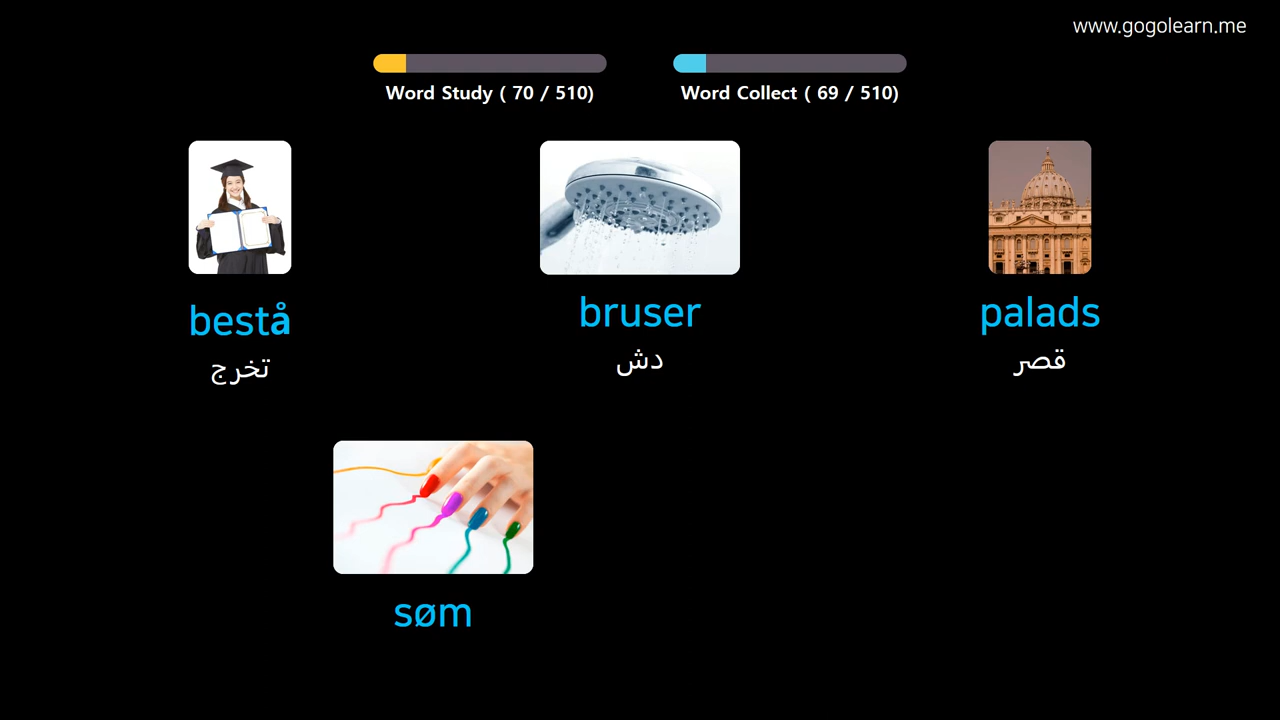 www.gogolearn.me
Word Study ( 70 / 510)
Word Collect ( 69 / 510)
bestå
bruser
palads
تخرج
دش
قصر
søm